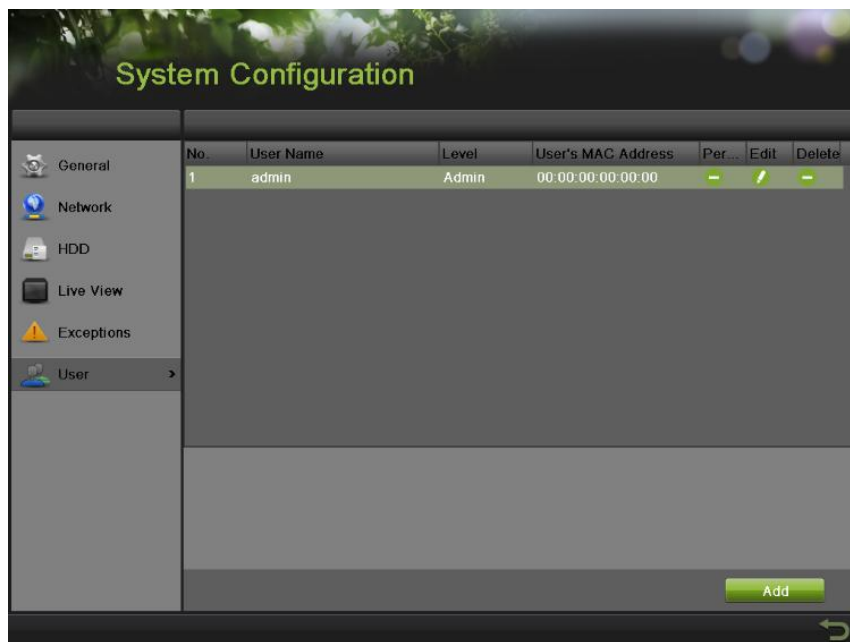 System Configuration
No. User Name Level User's MAC Address Per... Edit Delete
1 admin Admin 00:00:00:00:00:00
General
Network
HDD
Live View
Exceptions
User
Add